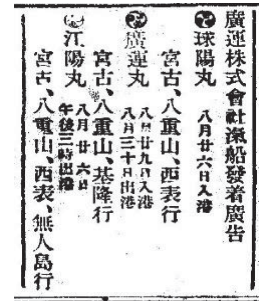 廣運株式會社滊船發着廣告
球陽丸 八月廿六日入港
宮古、八重山、西表行
廣運丸 八月廿九日入港
八月三十日出港
宮古、八重山、基隆行
江陽丸 八月廿六日
午後三時出港
宮古、八重山、西表、無人島行